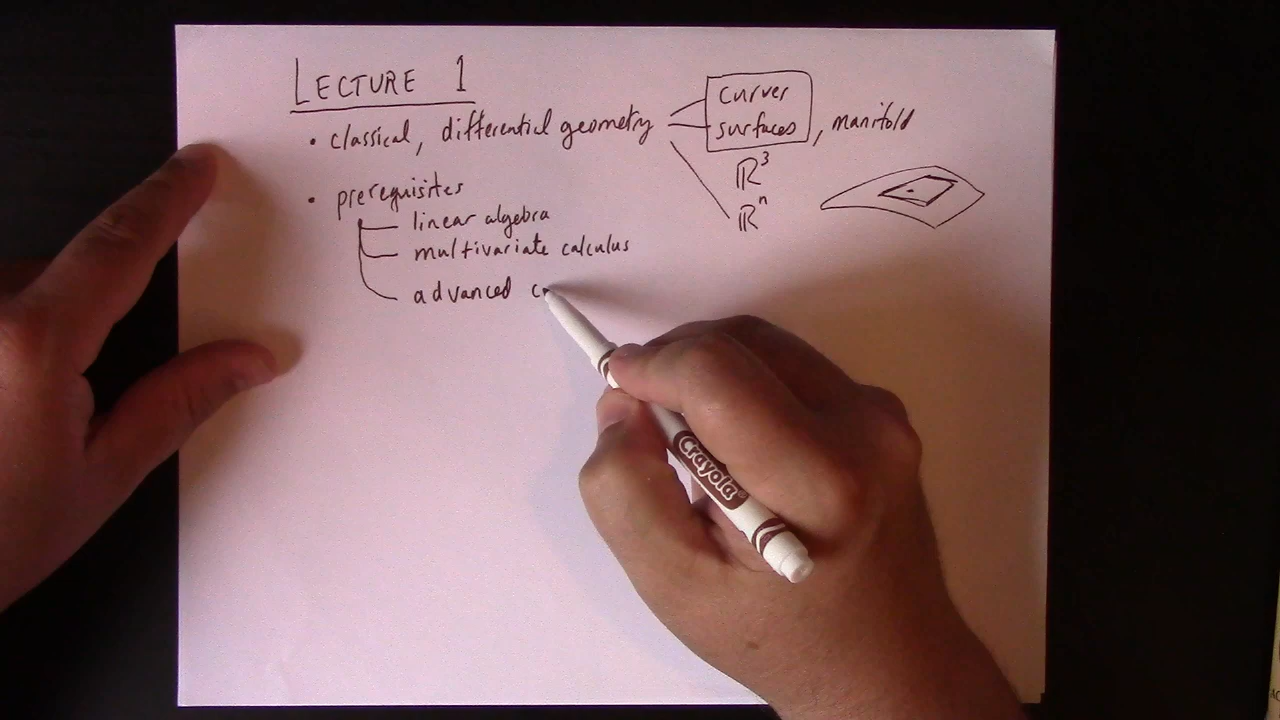 LECTURE 1
• classical, differential geometry
curves
surfaces, manifold
ℝ³
ℝⁿ
• prerequisites
linear algebra
multivariate calculus
advanced c
Crayola